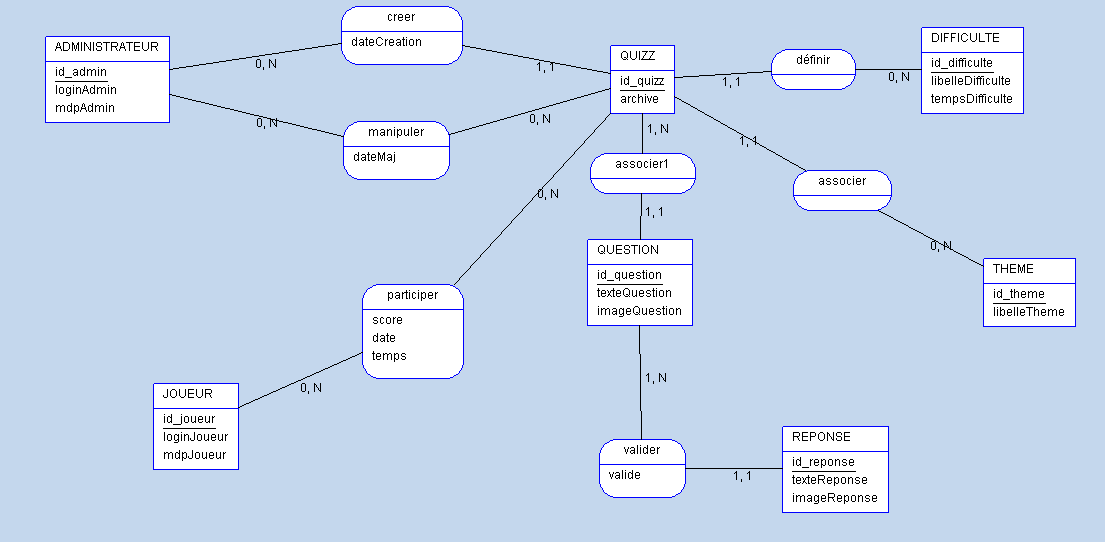 creer
dateCreation
ADMINISTRATEUR
id_admin
loginAdmin
mdpAdmin
0, N
1, 1
QUIZZ
id_quizz
archive
définir
1, 1
0, N
DIFFICULTE
id_difficulte
libelleDifficulte
tempsDifficulte
0, N
manipuler
dateMaj
0, N
1, N
1, 1
associer1
associer
0, N
1, 1
0, N
THEME
id_theme
libelleTheme
QUESTION
id_question
texteQuestion
imageQuestion
participer
score
date
temps
0, N
JOUEUR
id_joueur
loginJoueur
mdpJoueur
1, N
valider
valide
1, 1
REPONSE
id_reponse
texteReponse
imageReponse